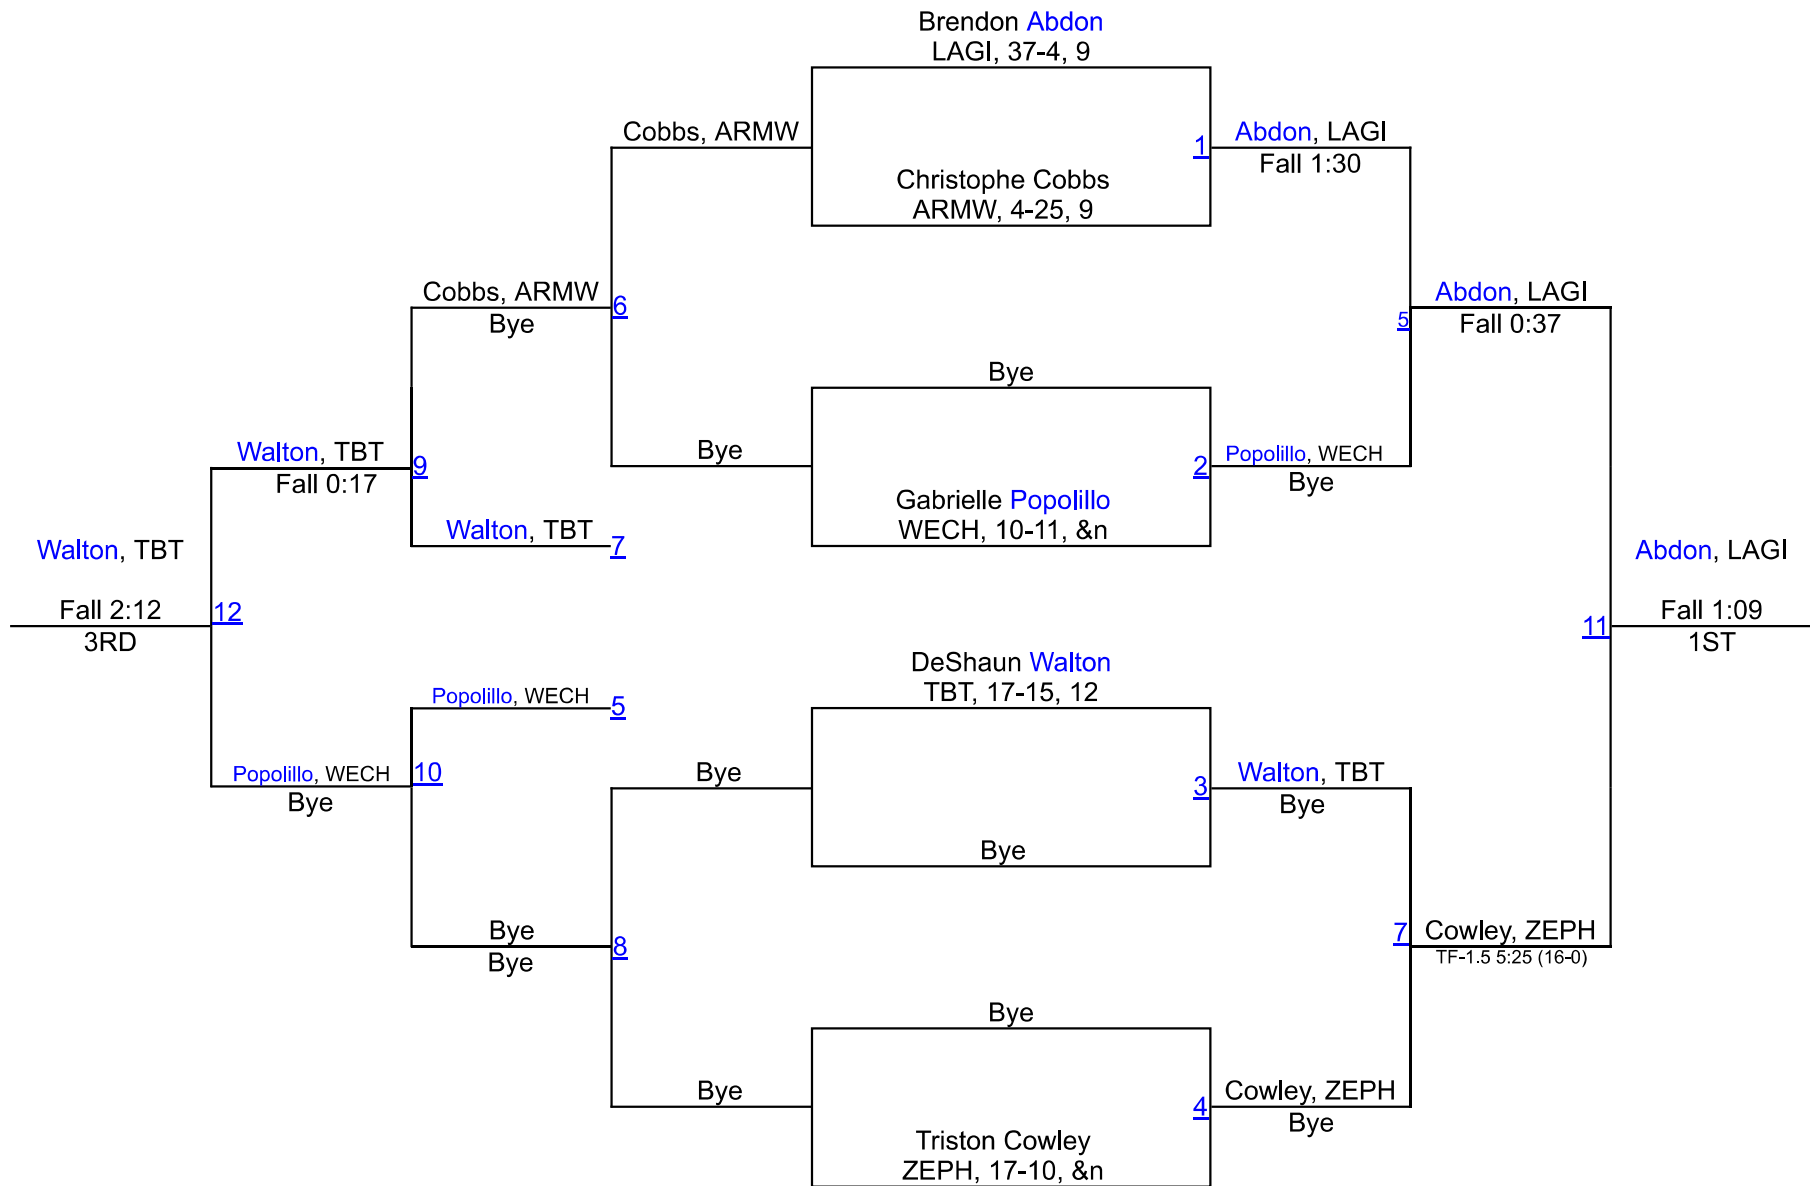 Brendon Abdon
LAGI, 37-4, 9
Cobbs, ARMW
1
Abdon, LAGI
Fall 1:30
Christophe Cobbs
ARMW, 4-25, 9
Cobbs, ARMW
Bye
6
5
Abdon, LAGI
Fall 0:37
Bye
Walton, TBT
Fall 0:17
9
Bye
2
Popolillo, WECH
Bye
Gabrielle Popolillo
WECH, 10-11, &n
Walton, TBT
7
Walton, TBT
Fall 2:12
3RD
12
Abdon, LAGI
11
Fall 1:09
1ST
DeShaun Walton
TBT, 17-15, 12
Popolillo, WECH
5
Popolillo, WECH
Bye
10
Bye
3
Walton, TBT
Bye
Bye
Bye
Bye
8
7
Cowley, ZEPH
TF-1.5 5:25 (16-0)
Bye
Bye
4
Cowley, ZEPH
Bye
Triston Cowley
ZEPH, 17-10, &n